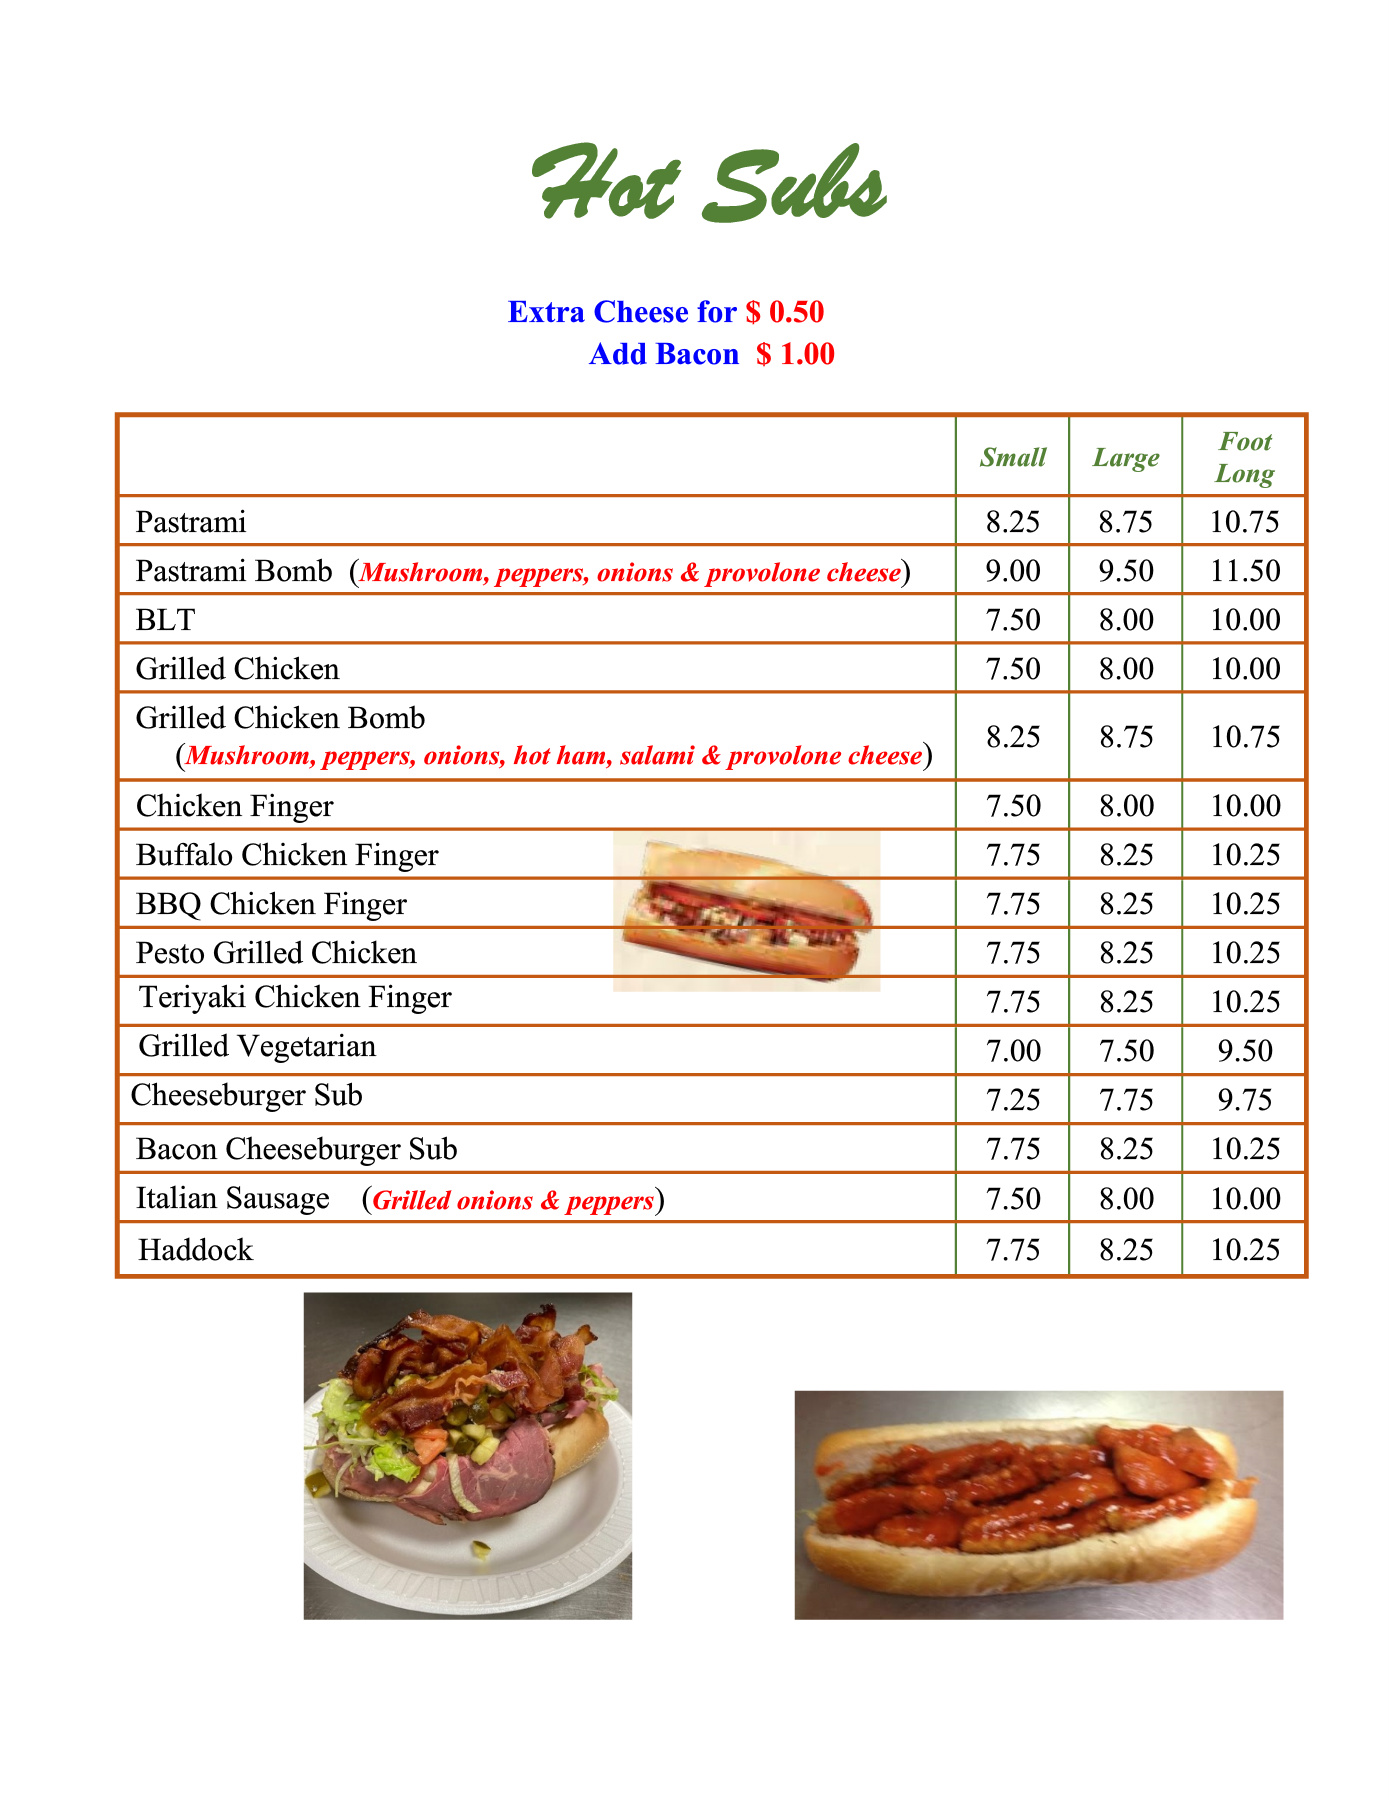 Hot Subs
Extra Cheese for $ 0.50
Add Bacon $ 1.00
Small Large Foot Long
Pastrami 8.25 8.75 10.75
Pastrami Bomb (Mushroom, peppers, onions & provolone cheese) 9.00 9.50 11.50
BLT 7.50 8.00 10.00
Grilled Chicken 7.50 8.00 10.00
Grilled Chicken Bomb
(Mushroom, peppers, onions, hot ham, salami & provolone cheese) 8.25 8.75 10.75
Chicken Finger 7.50 8.00 10.00
Buffalo Chicken Finger 7.75 8.25 10.25
BBQ Chicken Finger 7.75 8.25 10.25
Pesto Grilled Chicken 7.75 8.25 10.25
Teriyaki Chicken Finger 7.75 8.25 10.25
Grilled Vegetarian 7.00 7.50 9.50
Cheeseburger Sub 7.25 7.75 9.75
Bacon Cheeseburger Sub 7.75 8.25 10.25
Italian Sausage (Grilled onions & peppers) 7.50 8.00 10.00
Haddock 7.75 8.25 10.25